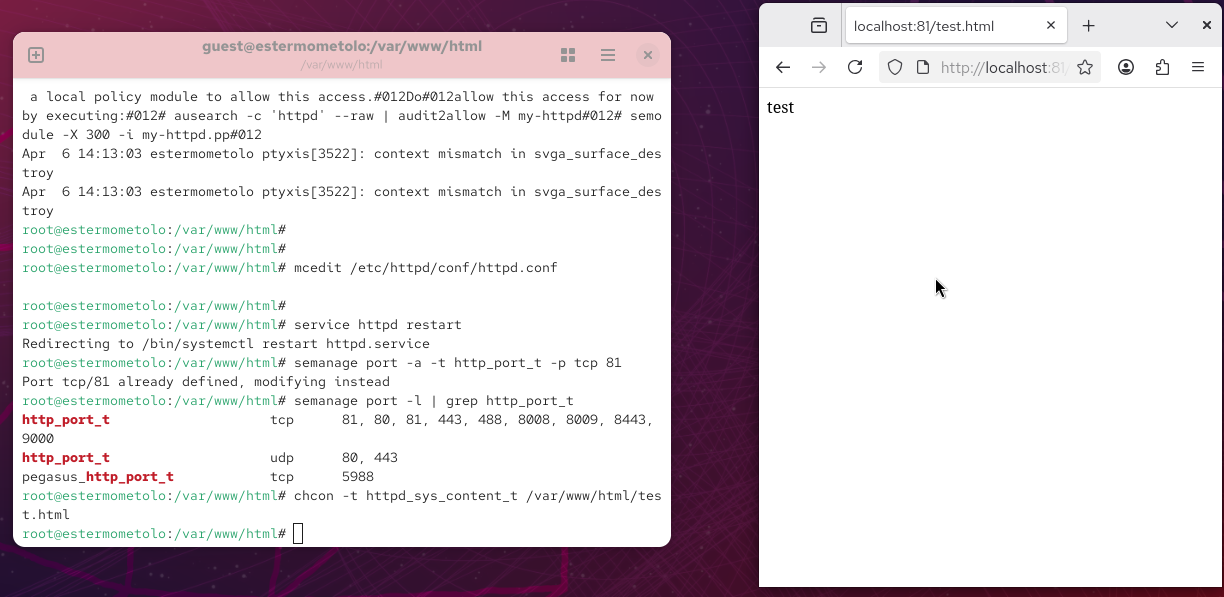 guest@estermometolo:/var/www/html
/var/www/html
a local policy module to allow this access.#012Do#012allow this access for now
by executing:#012# ausearch -c 'httpd' --raw | audit2allow -M my-httpd#012# semo
dule -X 300 -i my-httpd.pp#012
Apr  6 14:13:03 estermometolo ptyxis[3522]: context mismatch in svga_surface_des
troy
Apr  6 14:13:03 estermometolo ptyxis[3522]: context mismatch in svga_surface_des
troy
root@estermometolo:/var/www/html#
root@estermometolo:/var/www/html#
root@estermometolo:/var/www/html# mcedit /etc/httpd/conf/httpd.conf
root@estermometolo:/var/www/html#
root@estermometolo:/var/www/html# service httpd restart
Redirecting to /bin/systemctl restart httpd.service
root@estermometolo:/var/www/html# semanage port -a -t http_port_t -p tcp 81
Port tcp/81 already defined, modifying instead
root@estermometolo:/var/www/html# semanage port -l | grep http_port_t
http_port_t                    tcp      81, 80, 81, 443, 488, 8008, 8009, 8443,
9000
http_port_t                    udp      80, 443
pegasus_http_port_t            tcp      5988
root@estermometolo:/var/www/html# chcon -t httpd_sys_content_t /var/www/html/tes
t.html
root@estermometolo:/var/www/html#
localhost:81/test.html
http://localhost:81/
test